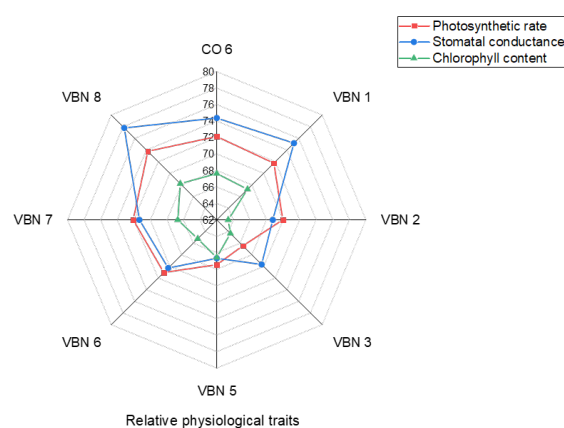 Photosynthetic rate
Stomatal conductance
Chlorophyll content
CO 6
80
78
76
74
72
70
68
66
64
62
VBN 8
VBN 1
VBN 7
VBN 2
VBN 6
VBN 3
VBN 5
Relative physiological traits